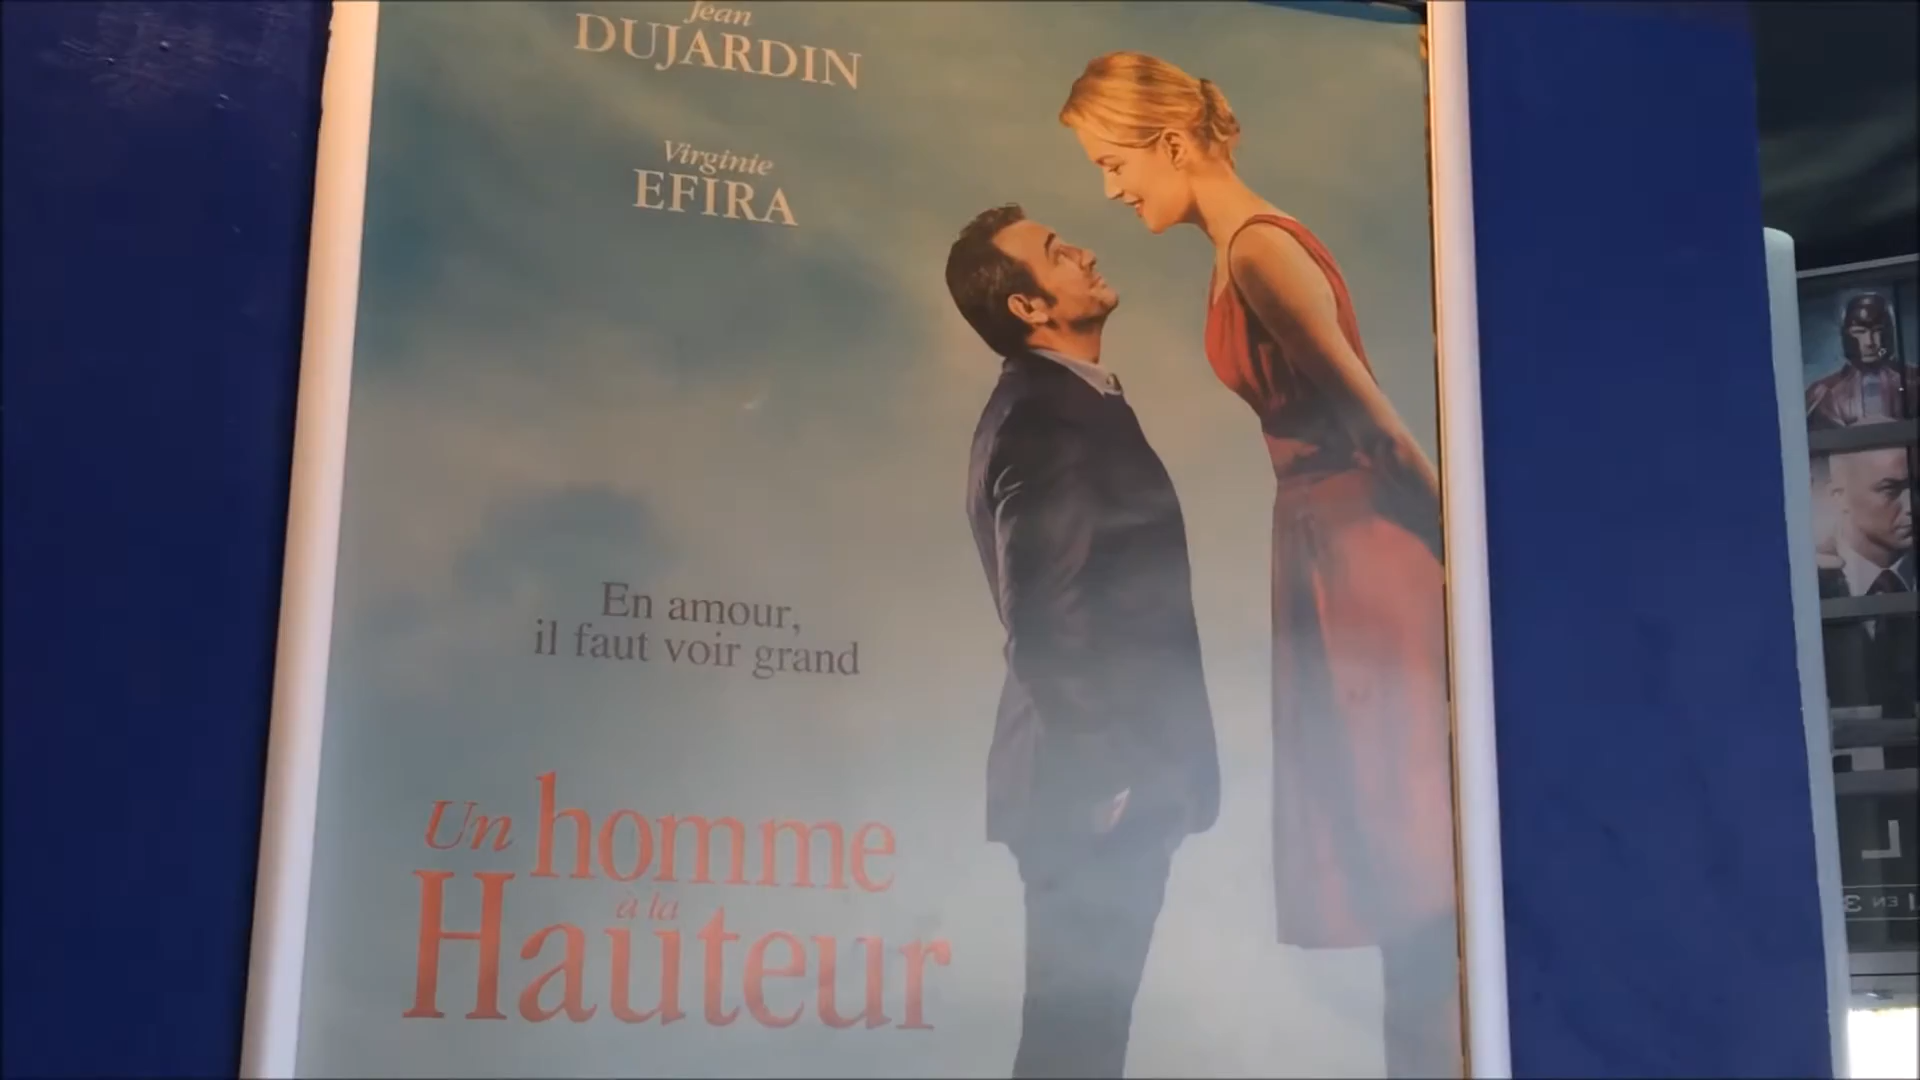 Jean
DUJARDIN
Virginie
EFIRA
En amour,
il faut voir grand
Un homme
à la
Hauteur